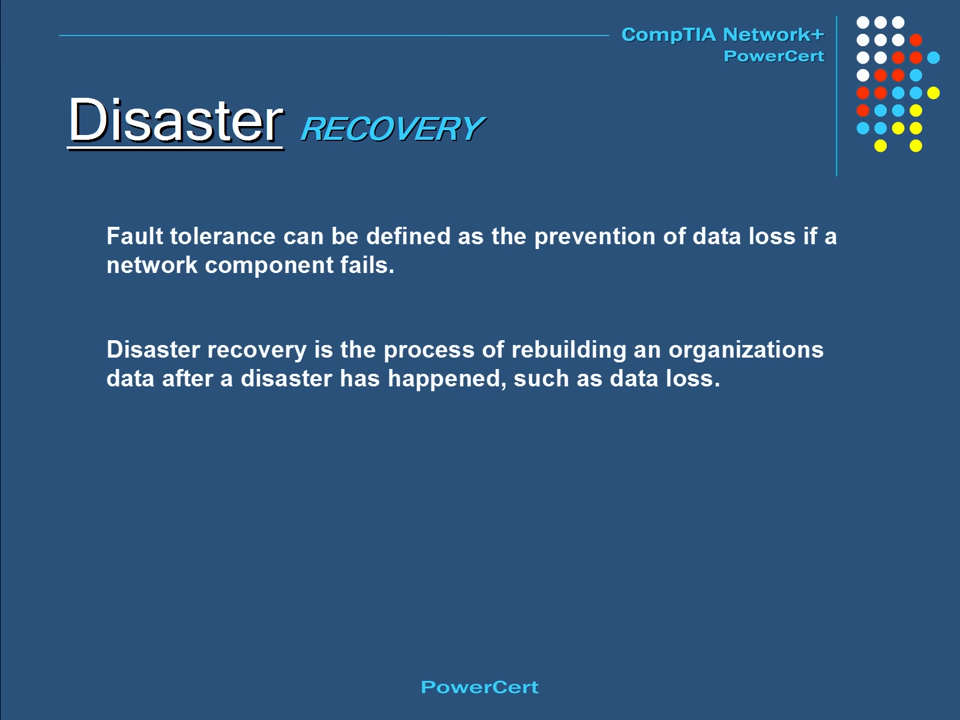 CompTIA Network+
PowerCert
Disaster RECOVERY
Fault tolerance can be defined as the prevention of data loss if a
network component fails.
Disaster recovery is the process of rebuilding an organizations
data after a disaster has happened, such as data loss.
PowerCert